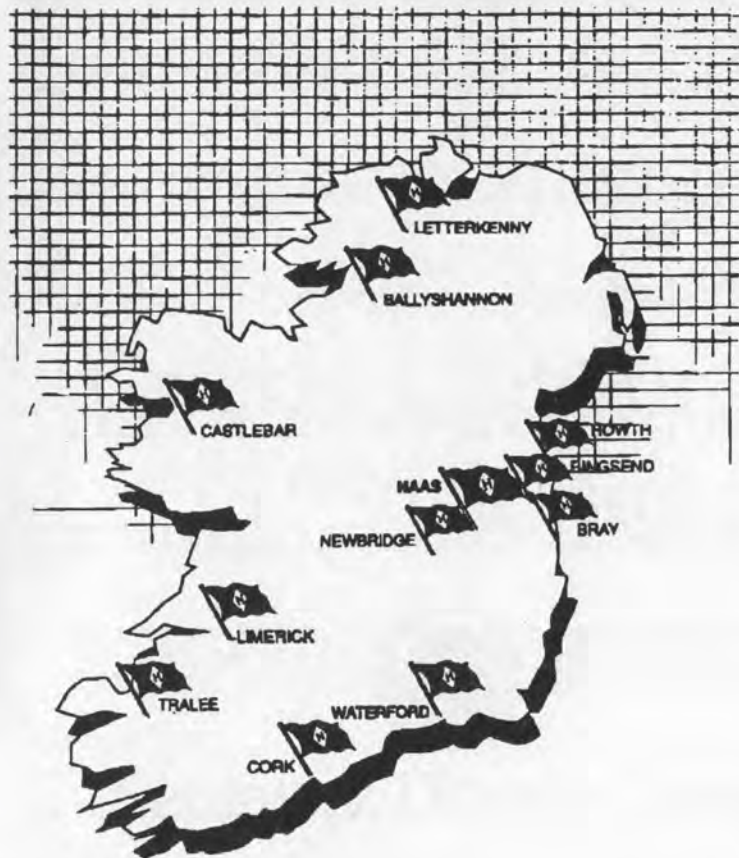 LETTERKENNY
BALLYSHANNON
CASTLEBAR
HOWTH
RINGSEND
NAAS
BRAY
NEWBRIDGE
LIMERICK
TRALEE
WATERFORD
CORK